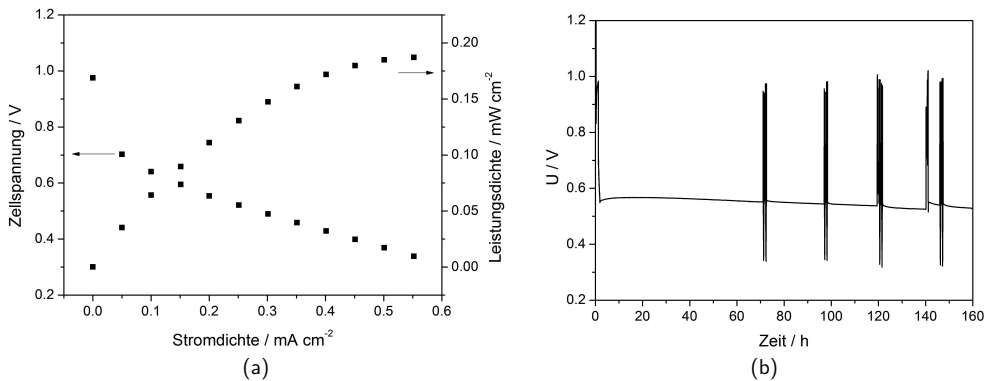 1.2
1.0
0.8
0.6
0.4
0.2
Zellspannung / V
0.0 0.1 0.2 0.3 0.4 0.5 0.6
Stromdichte / mA cm⁻²
0.20
0.15
0.10
0.05
0.00
Leistungsdichte / mW cm⁻²
(a)
1.2
1.0
0.8
0.6
0.4
0.2
U / V
0 20 40 60 80 100 120 140 160
Zeit / h
(b)